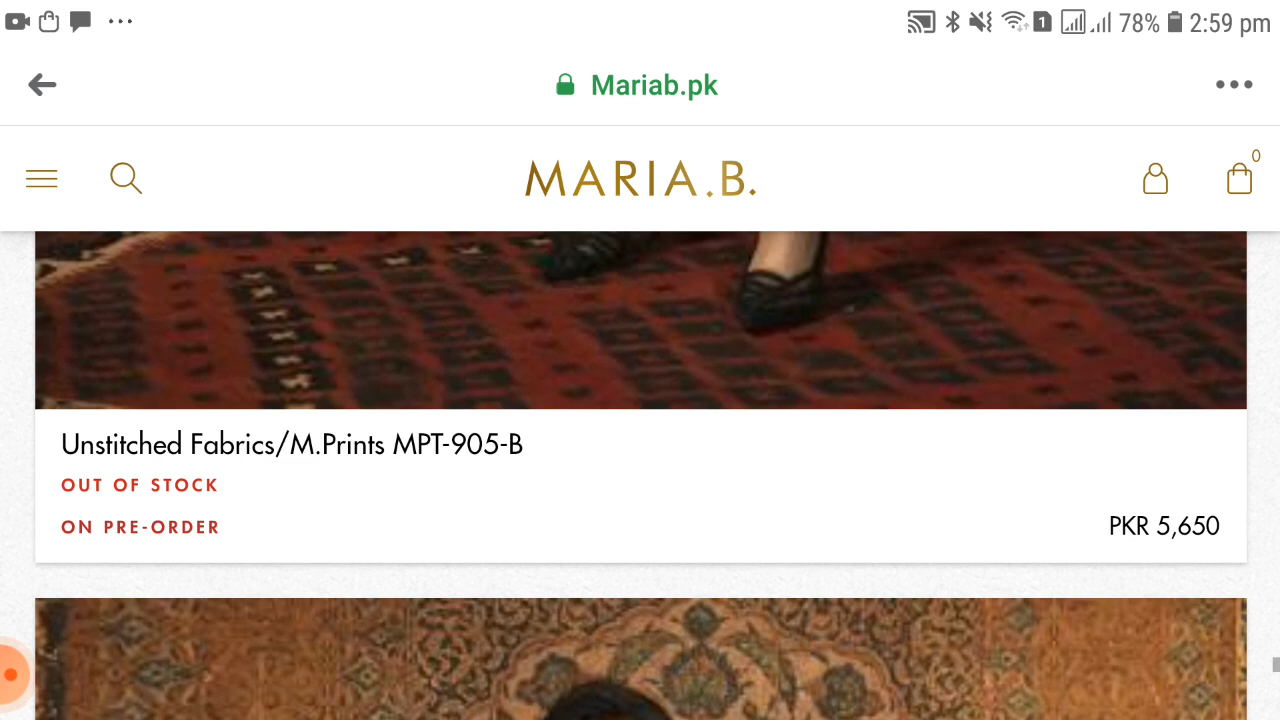 78% 2:59 pm
Mariab.pk
MARIA.B.
0
Unstitched Fabrics/M.Prints MPT-905-B
OUT OF STOCK
ON PRE-ORDER
PKR 5,650